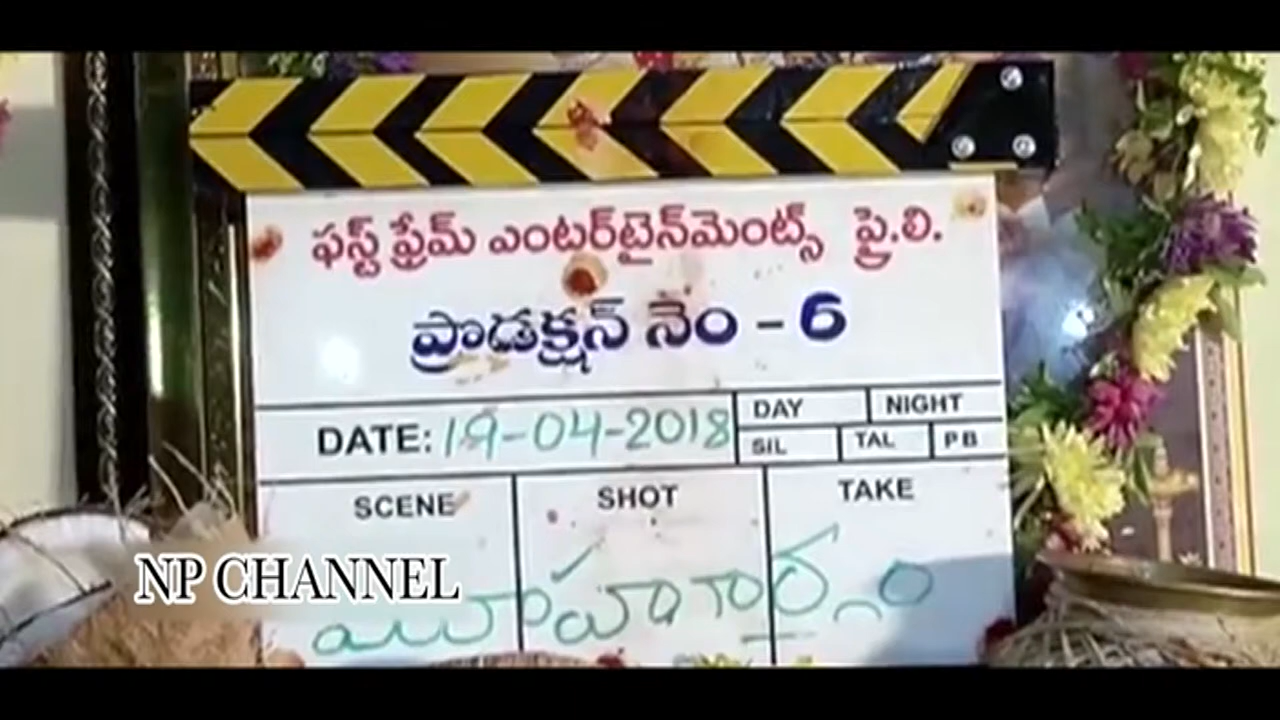 ఫస్ట్ ఫ్రేమ్ ఎంటర్‌టైన్‌మెంట్స్ ప్రై.లి.
ప్రొడక్షన్ నెం - 6
DATE: 19-04-2018
DAY NIGHT
SIL TAL PB
SCENE SHOT TAKE
NP CHANNEL